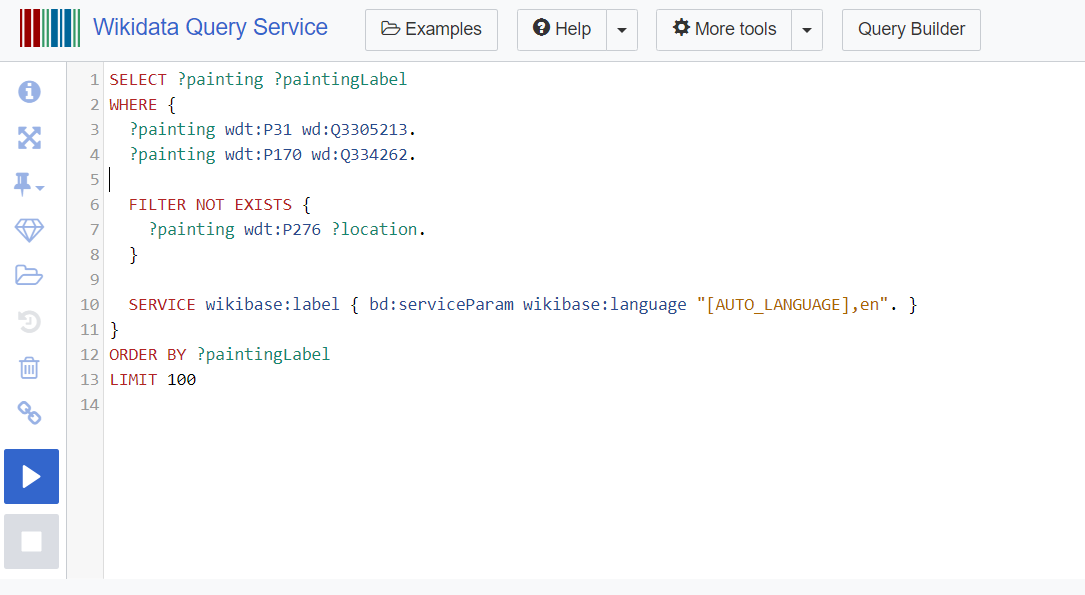 Wikidata Query Service Examples Help More tools Query Builder
1 SELECT ?painting ?paintingLabel
2 WHERE {
3   ?painting wdt:P31 wd:Q3305213.
4   ?painting wdt:P170 wd:Q334262.
5
6   FILTER NOT EXISTS {
7     ?painting wdt:P276 ?location.
8   }
9
10   SERVICE wikibase:label { bd:serviceParam wikibase:language "[AUTO_LANGUAGE],en". }
11 }
12 ORDER BY ?paintingLabel
13 LIMIT 100
14